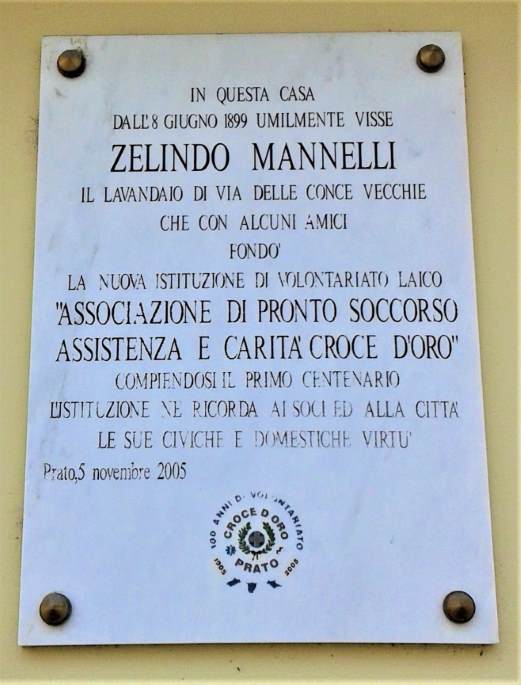 IN QUESTA CASA
DALL'8 GIUGNO 1899 UMILMENTE VISSE
ZELINDO MANNELLI
IL LAVANDAIO DI VIA DELLE CONCE VECCHIE
CHE CON ALCUNI AMICI
FONDO'
LA NUOVA ISTITUZIONE DI VOLONTARIATO LAICO
"ASSOCIAZIONE DI PRONTO SOCCORSO
ASSISTENZA E CARITA' CROCE D'ORO"
COMPIENDOSI IL PRIMO CENTENARIO
L'ISTITUZIONE NE RICORDA AI SOCI ED ALLA CITTA'
LE SUE CIVICHE E DOMESTICHE VIRTU'
Prato,5 novembre 2005
100 ANNI DI VOLONTARIATO
CROCE D'ORO
PRATO
1905 2005